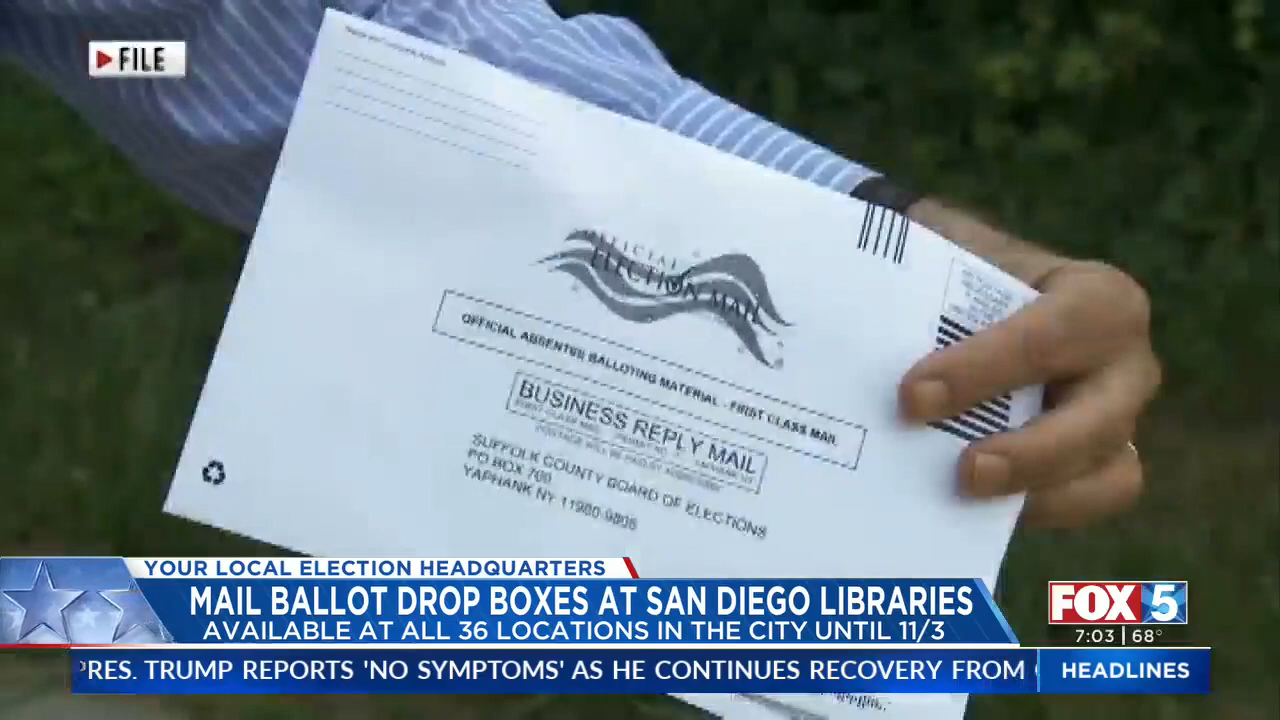 FILE
OFFICIAL
ELECTION MAIL
OFFICIAL ABSENTEE BALLOTING MATERIAL - FIRST CLASS MAIL
BUSINESS REPLY MAIL
SUFFOLK COUNTY BOARD OF ELECTIONS
PO BOX 700
YAPHANK NY 11980-9806
YOUR LOCAL ELECTION HEADQUARTERS
MAIL BALLOT DROP BOXES AT SAN DIEGO LIBRARIES
AVAILABLE AT ALL 36 LOCATIONS IN THE CITY UNTIL 11/3
FOX 5
7:03 | 68°
PRES. TRUMP REPORTS 'NO SYMPTOMS' AS HE CONTINUES RECOVERY FROM
HEADLINES